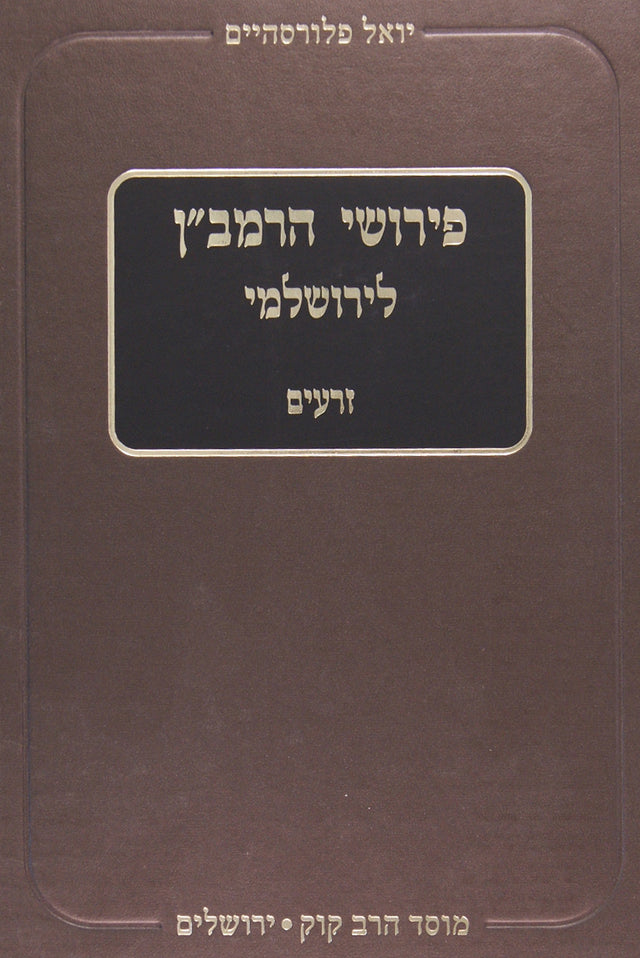 יואל פלורסהיים
פירושי הרמב״ן
לירושלמי
זרעים
מוסד הרב קוק • ירושלים